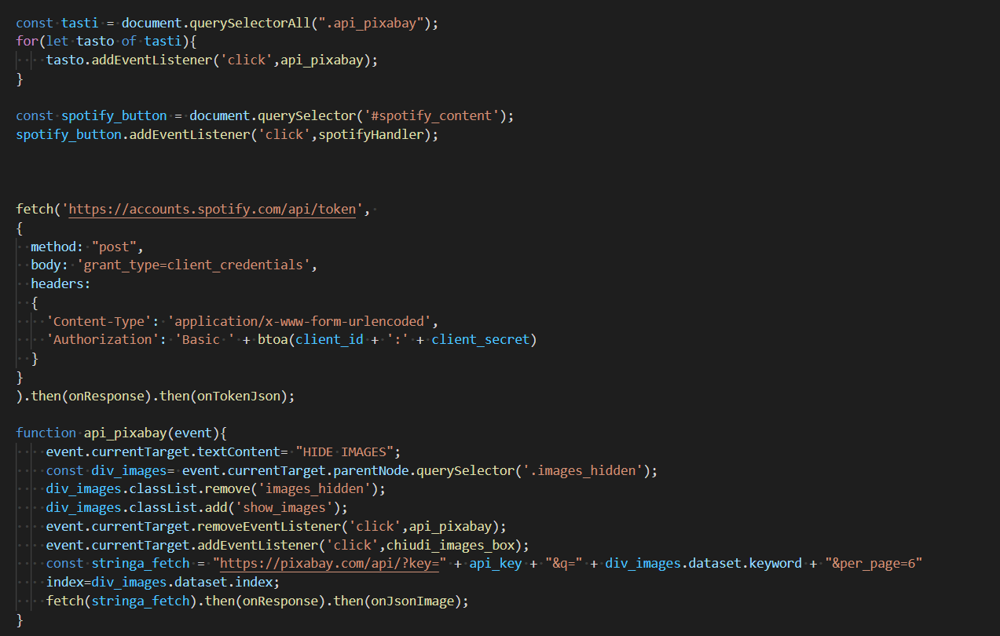 const tasti = document.querySelectorAll(".api_pixabay");
for(let tasto of tasti){
    tasto.addEventListener('click',api_pixabay);
}
const spotify_button = document.querySelector('#spotify_content');
spotify_button.addEventListener('click',spotifyHandler);
fetch('https://accounts.spotify.com/api/token',
{
  method: "post",
  body: 'grant_type=client_credentials',
  headers:
  {
    'Content-Type': 'application/x-www-form-urlencoded',
    'Authorization': 'Basic ' + btoa(client_id + ':' + client_secret)
  }
}
).then(onResponse).then(onTokenJson);
function api_pixabay(event){
    event.currentTarget.textContent= "HIDE IMAGES";
    const div_images= event.currentTarget.parentNode.querySelector('.images_hidden');
    div_images.classList.remove('images_hidden');
    div_images.classList.add('show_images');
    event.currentTarget.removeEventListener('click',api_pixabay);
    event.currentTarget.addEventListener('click',chiudi_images_box);
    const stringa_fetch = "https://pixabay.com/api/?key=" + api_key + "&q=" + div_images.dataset.keyword + "&per_page=6"
    index=div_images.dataset.index;
    fetch(stringa_fetch).then(onResponse).then(onJsonImage);
}